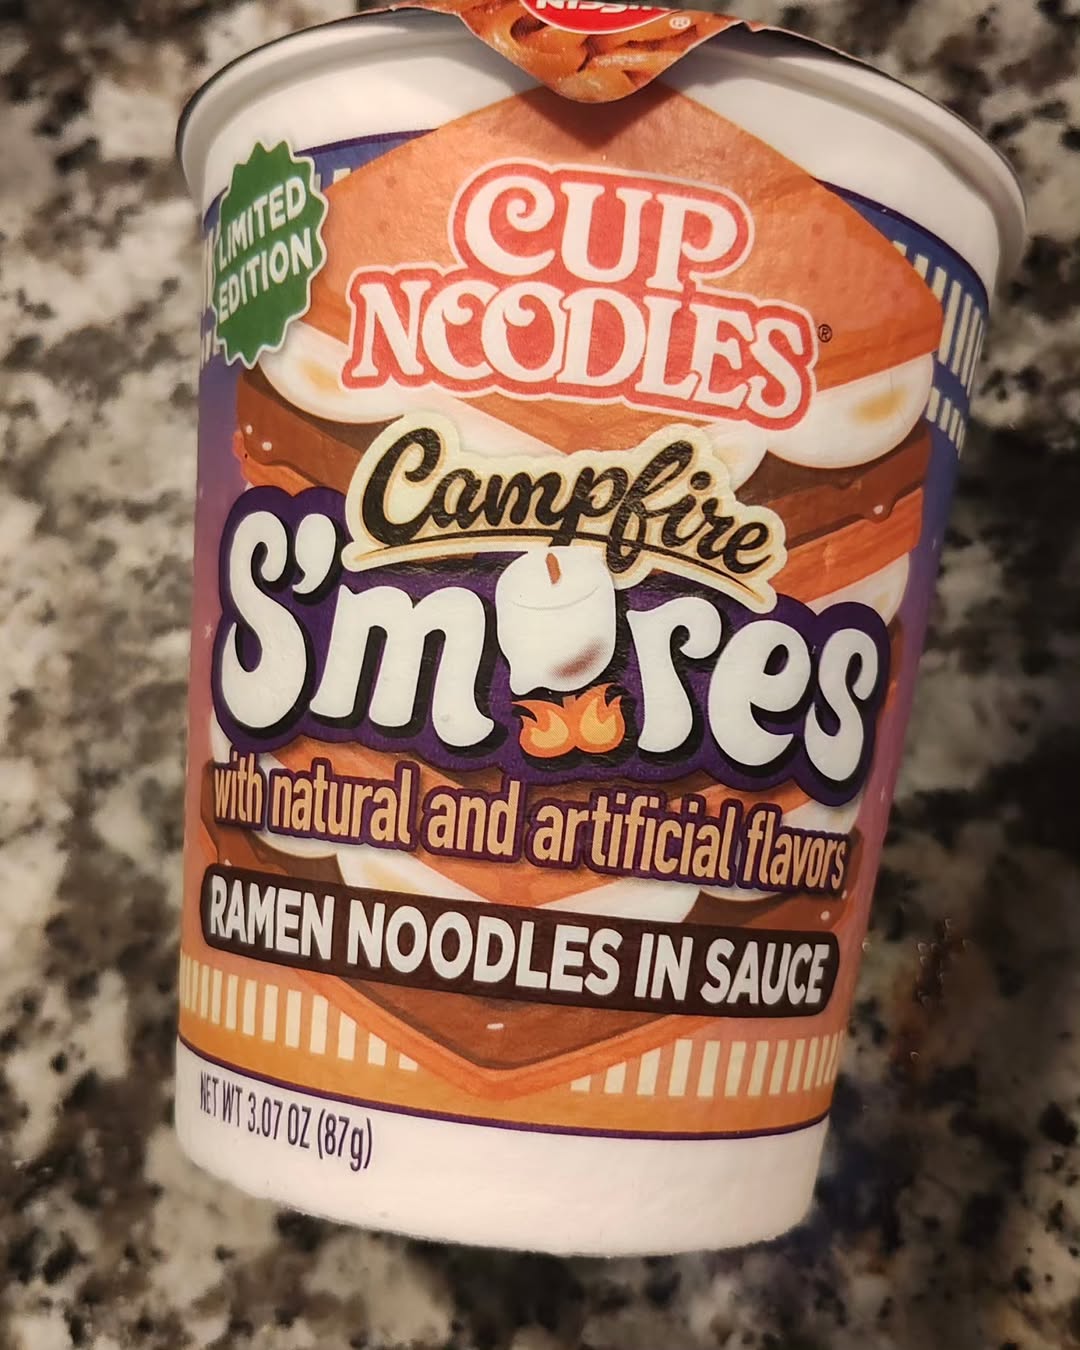 NISSIN®
LIMITED
EDITION
CUP
NOODLES®
Campfire
S'mores
with natural and artificial flavors
RAMEN NOODLES IN SAUCE
NET WT 3.07 OZ (87g)